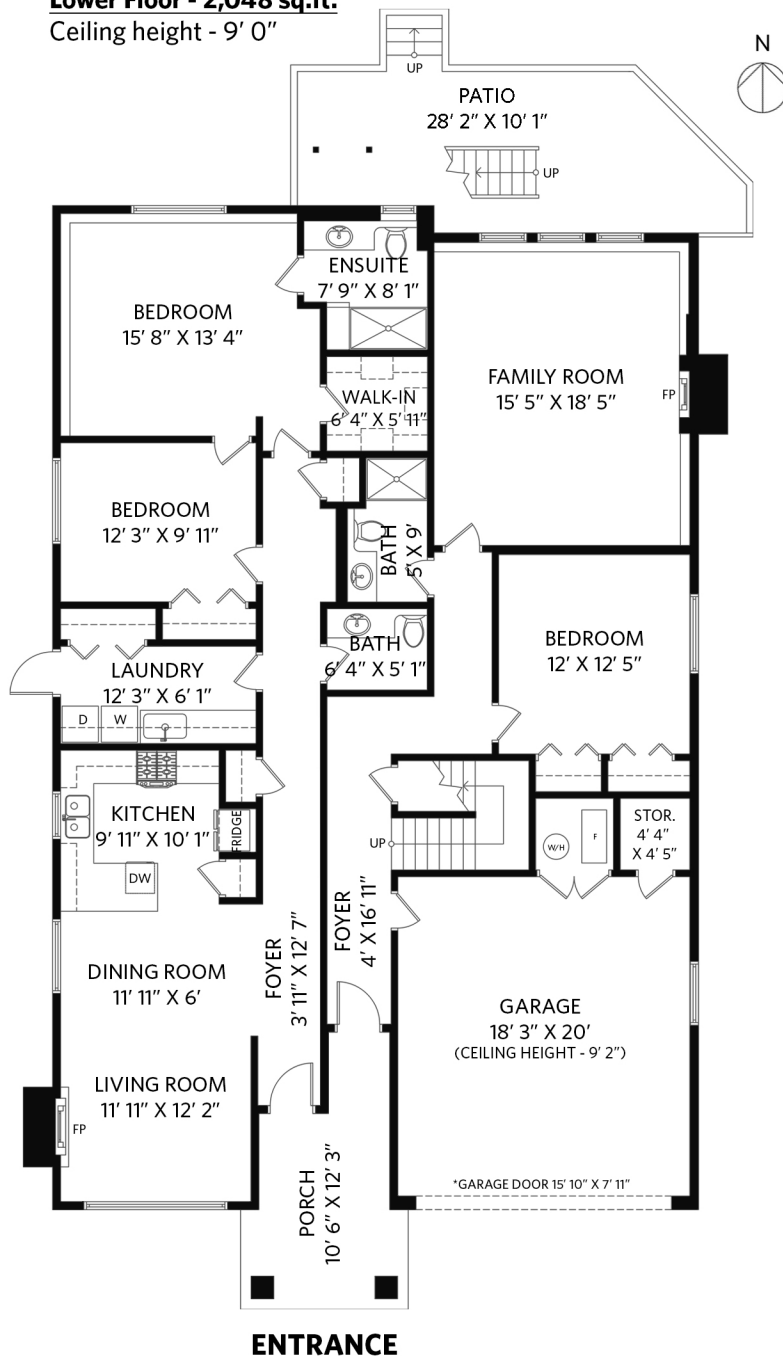 Lower Floor - 2,048 sq.ft.
Ceiling height - 9' 0"
N
UP
PATIO
28' 2" X 10' 1"
UP
ENSUITE
7' 9" X 8' 1"
BEDROOM
15' 8" X 13' 4"
FAMILY ROOM
15' 5" X 18' 5"
FP
WALK-IN
6' 4" X 5' 11"
BEDROOM
12' 3" X 9' 11"
BATH
5' X 9'
BATH
6' 4" X 5' 1"
BEDROOM
12' X 12' 5"
LAUNDRY
12' 3" X 6' 1"
D
W
KITCHEN
9' 11" X 10' 1"
FRIDGE
DW
UP
W/H
F
STOR.
4' 4"
X 4' 5"
FOYER
3' 11" X 12' 7"
FOYER
4' X 16' 11"
DINING ROOM
11' 11" X 6'
GARAGE
18' 3" X 20'
(CEILING HEIGHT - 9' 2")
LIVING ROOM
11' 11" X 12' 2"
FP
PORCH
10' 6" X 12' 3"
*GARAGE DOOR 15' 10" X 7' 11"
ENTRANCE